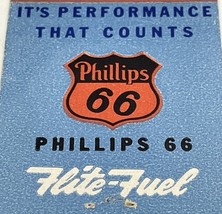 IT'S PERFORMANCE
THAT COUNTS
Phillips
66
PHILLIPS 66
Flite-Fuel